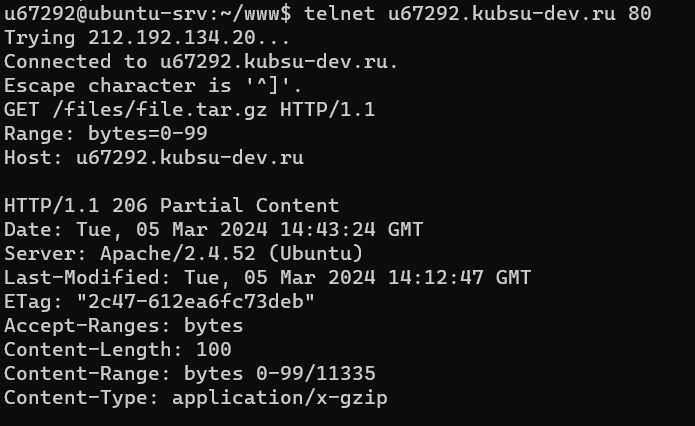 u67292@ubuntu-srv:~/www$ telnet u67292.kubsu-dev.ru 80
Trying 212.192.134.20...
Connected to u67292.kubsu-dev.ru.
Escape character is '^]'.
GET /files/file.tar.gz HTTP/1.1
Range: bytes=0-99
Host: u67292.kubsu-dev.ru

HTTP/1.1 206 Partial Content
Date: Tue, 05 Mar 2024 14:43:24 GMT
Server: Apache/2.4.52 (Ubuntu)
Last-Modified: Tue, 05 Mar 2024 14:12:47 GMT
ETag: "2c47-612ea6fc73deb"
Accept-Ranges: bytes
Content-Length: 100
Content-Range: bytes 0-99/11335
Content-Type: application/x-gzip